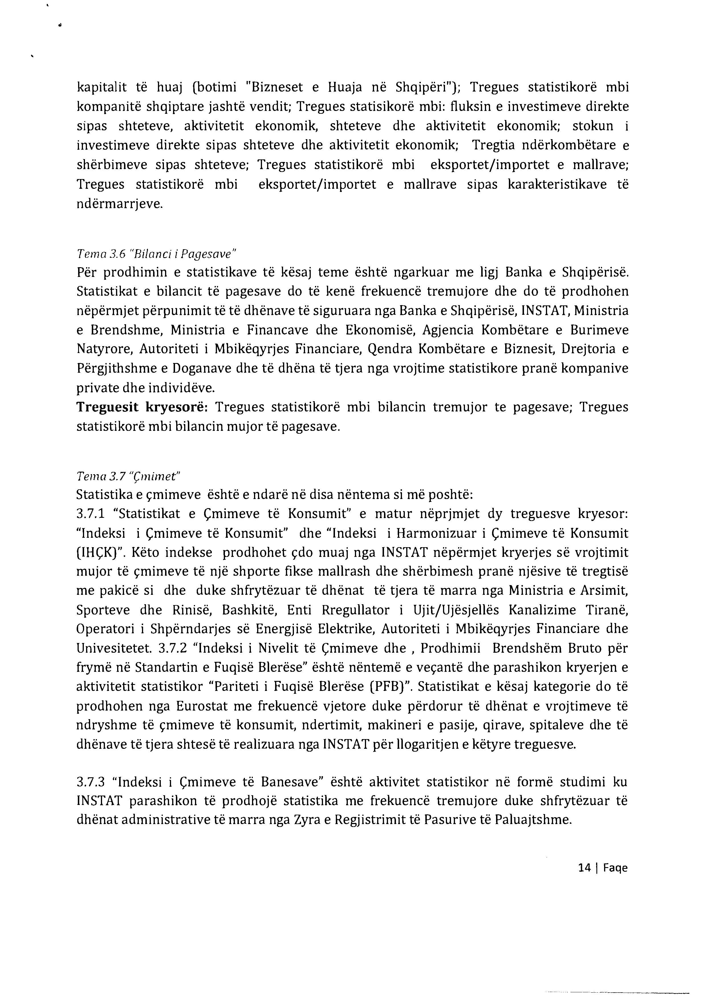 kapitalit të huaj (botimi "Bizneset e Huaja në Shqipëri"); Tregues statistikorë mbi
kompanitë shqiptare jashtë vendit; Tregues statisikorë mbi: fluksin e investimeve direkte
sipas shteteve, aktivitetit ekonomik, shteteve dhe aktivitetit ekonomik; stokun i
investimeve direkte sipas shteteve dhe aktivitetit ekonomik; Tregtia ndërkombëtare e
shërbimeve sipas shteteve; Tregues statistikorë mbi eksportet/importet e mallrave;
Tregues statistikorë mbi eksportet/importet e mallrave sipas karakteristikave të
ndërmarrjeve.
Tema 3.6 "Bilanci i Pagesave"
Për prodhimin e statistikave të kësaj teme është ngarkuar me ligj Banka e Shqipërisë.
Statistikat e bilancit të pagesave do të kenë frekuencë tremujore dhe do të prodhohen
nëpërmjet përpunimit të të dhënave të siguruara nga Banka e Shqipërisë, INSTAT, Ministria
e Brendshme, Ministria e Financave dhe Ekonomisë, Agjencia Kombëtare e Burimeve
Natyrore, Autoriteti i Mbikëqyrjes Financiare, Qendra Kombëtare e Biznesit, Drejtoria e
Përgjithshme e Doganave dhe të dhëna të tjera nga vrojtime statistikore pranë kompanive
private dhe individëve.
Treguesit kryesorë: Tregues statistikorë mbi bilancin tremujor te pagesave; Tregues
statistikorë mbi bilancin mujor të pagesave.
Tema 3.7 "Çmimet"
Statistika e çmimeve është e ndarë në disa nëntema si më poshtë:
3.7.1 “Statistikat e Çmimeve të Konsumit” e matur nëprjmjet dy treguesve kryesor:
“Indeksi i Çmimeve të Konsumit” dhe “Indeksi i Harmonizuar i Çmimeve të Konsumit
(IHÇK)”. Këto indekse prodhohet çdo muaj nga INSTAT nëpërmjet kryerjes së vrojtimit
mujor të çmimeve të një shporte fikse mallrash dhe shërbimesh pranë njësive të tregtisë
me pakicë si dhe duke shfrytëzuar të dhënat të tjera të marra nga Ministria e Arsimit,
Sporteve dhe Rinisë, Bashkitë, Enti Rregullator i Ujit/Ujësjellës Kanalizime Tiranë,
Operatori i Shpërndarjes së Energjisë Elektrike, Autoriteti i Mbikëqyrjes Financiare dhe
Univesitetet. 3.7.2 “Indeksi i Nivelit të Çmimeve dhe , Prodhimii Brendshëm Bruto për
frymë në Standartin e Fuqisë Blerëse” është nëntemë e veçantë dhe parashikon kryerjen e
aktivitetit statistikor “Pariteti i Fuqisë Blerëse (PFB)”. Statistikat e kësaj kategorie do të
prodhohen nga Eurostat me frekuencë vjetore duke përdorur të dhënat e vrojtimeve të
ndryshme të çmimeve të konsumit, ndertimit, makineri e pasije, qirave, spitaleve dhe të
dhënave të tjera shtesë të realizuara nga INSTAT për llogaritjen e këtyre treguesve.
3.7.3 “Indeksi i Çmimeve të Banesave” është aktivitet statistikor në formë studimi ku
INSTAT parashikon të prodhojë statistika me frekuencë tremujore duke shfrytëzuar të
dhënat administrative të marra nga Zyra e Regjistrimit të Pasurive të Paluajtshme.
14 | Faqe